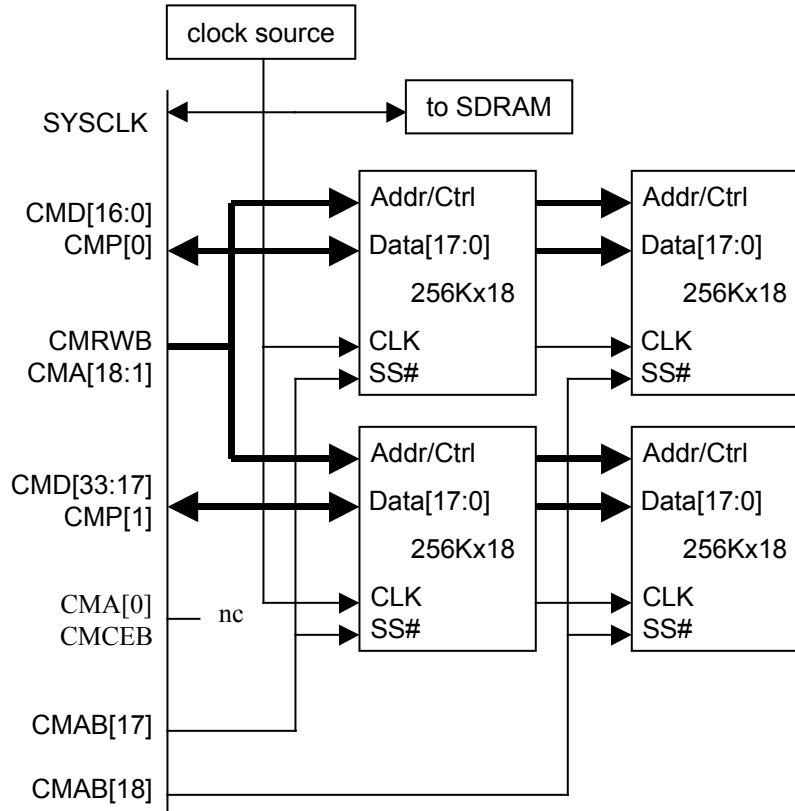 clock source
SYSCLK
to SDRAM
CMD[16:0]
CMP[0]
Addr/Ctrl
Data[17:0]
256Kx18
CLK
SS#
Addr/Ctrl
Data[17:0]
256Kx18
CLK
SS#
CMRWB
CMA[18:1]
CMD[33:17]
CMP[1]
Addr/Ctrl
Data[17:0]
256Kx18
CLK
SS#
Addr/Ctrl
Data[17:0]
256Kx18
CLK
SS#
CMA[0]
CMCEB
nc
CMAB[17]
CMAB[18]